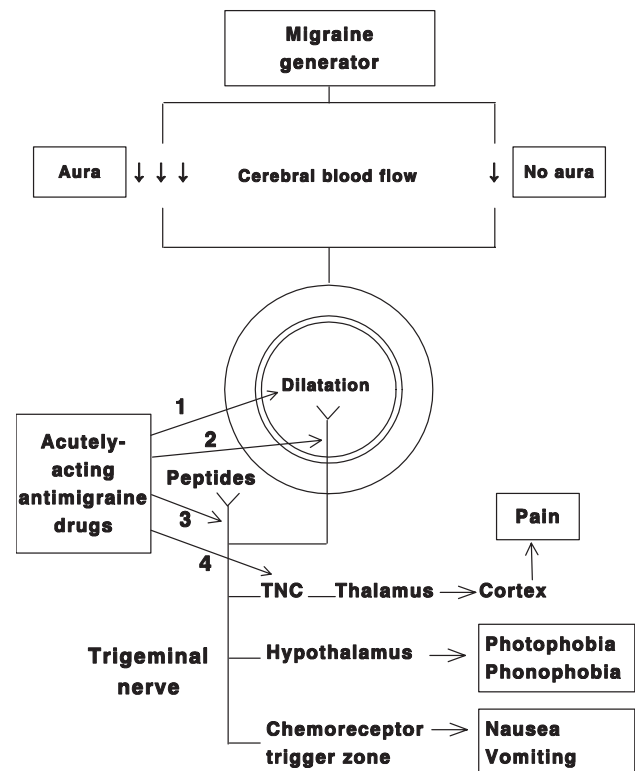 Migraine
generator
Aura
Cerebral blood flow
No aura
Dilatation
1
2
Acutely-
acting
antimigraine
drugs
Peptides
3
4
Pain
TNC
Thalamus
Cortex
Trigeminal
nerve
Hypothalamus
Photophobia
Phonophobia
Chemoreceptor
trigger zone
Nausea
Vomiting